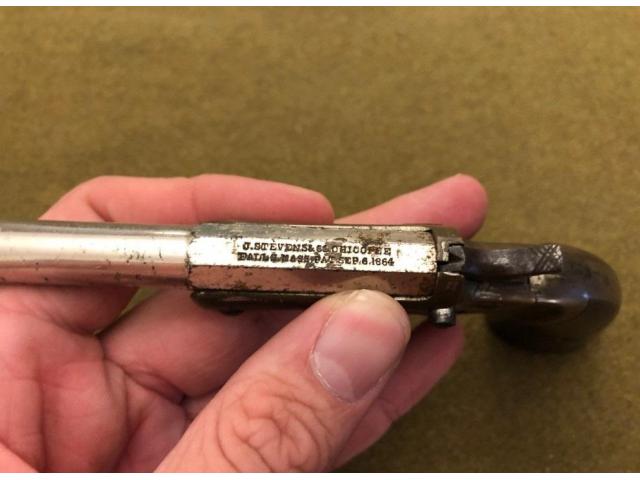 J. STEVENS & CO. CHICOPEE
FALLS MASS. PAT. SEP. 6. 1864